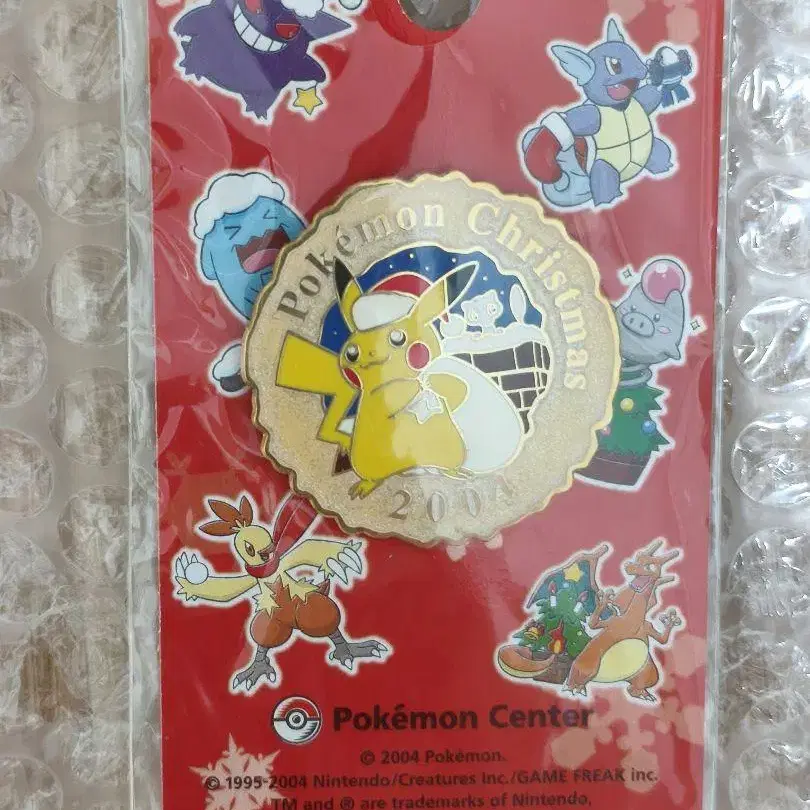 Pokémon Christmas
2004
Pokémon Center
© 2004 Pokémon.
© 1995-2004 Nintendo/Creatures Inc./GAME FREAK inc.
TM and ® are trademarks of Nintendo.